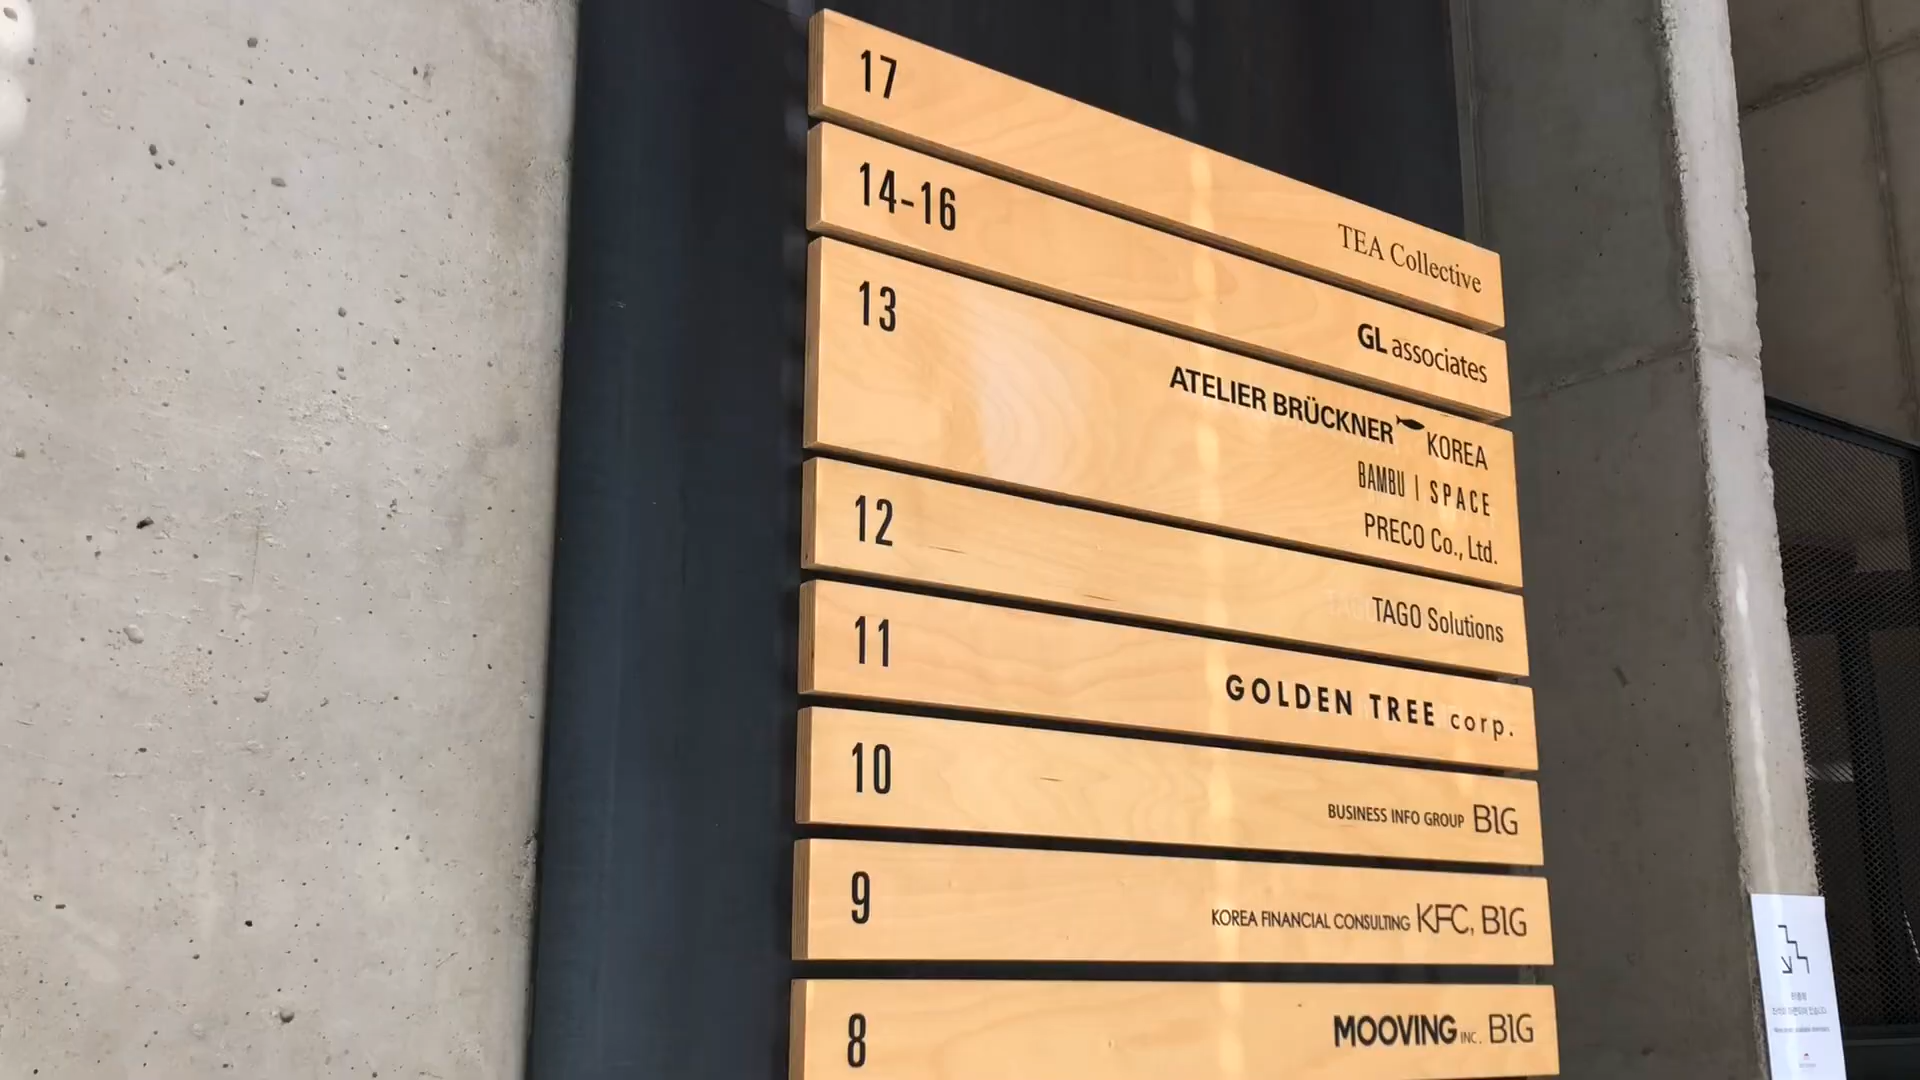 17
TEA Collective
14-16
GL associates
13
ATELIER BRÜCKNER KOREA
BAMBU | SPACE
PRECO Co., Ltd.
12
TAGO Solutions
11
GOLDEN TREE corp.
10
BUSINESS INFO GROUP BIG
9
KOREA FINANCIAL CONSULTING KFC, BIG
8
MOOVING INC. BIG